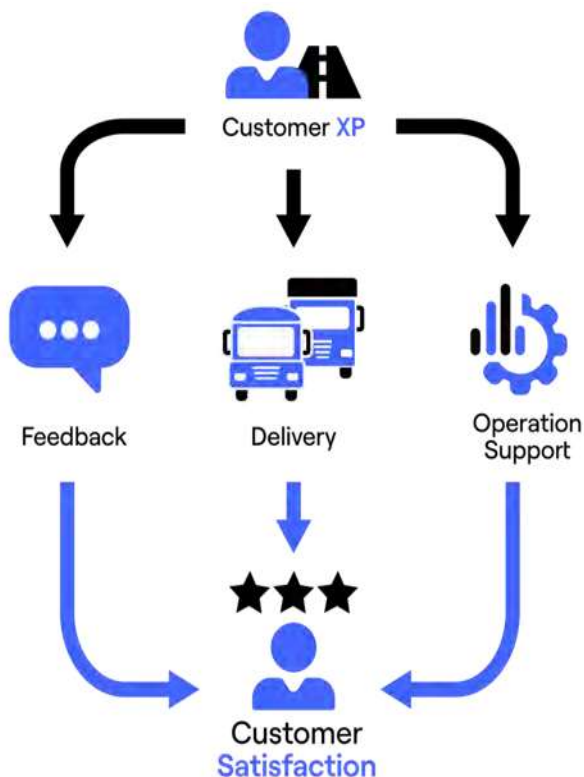 Customer XP
Feedback
Delivery
Operation
Support
Customer
Satisfaction